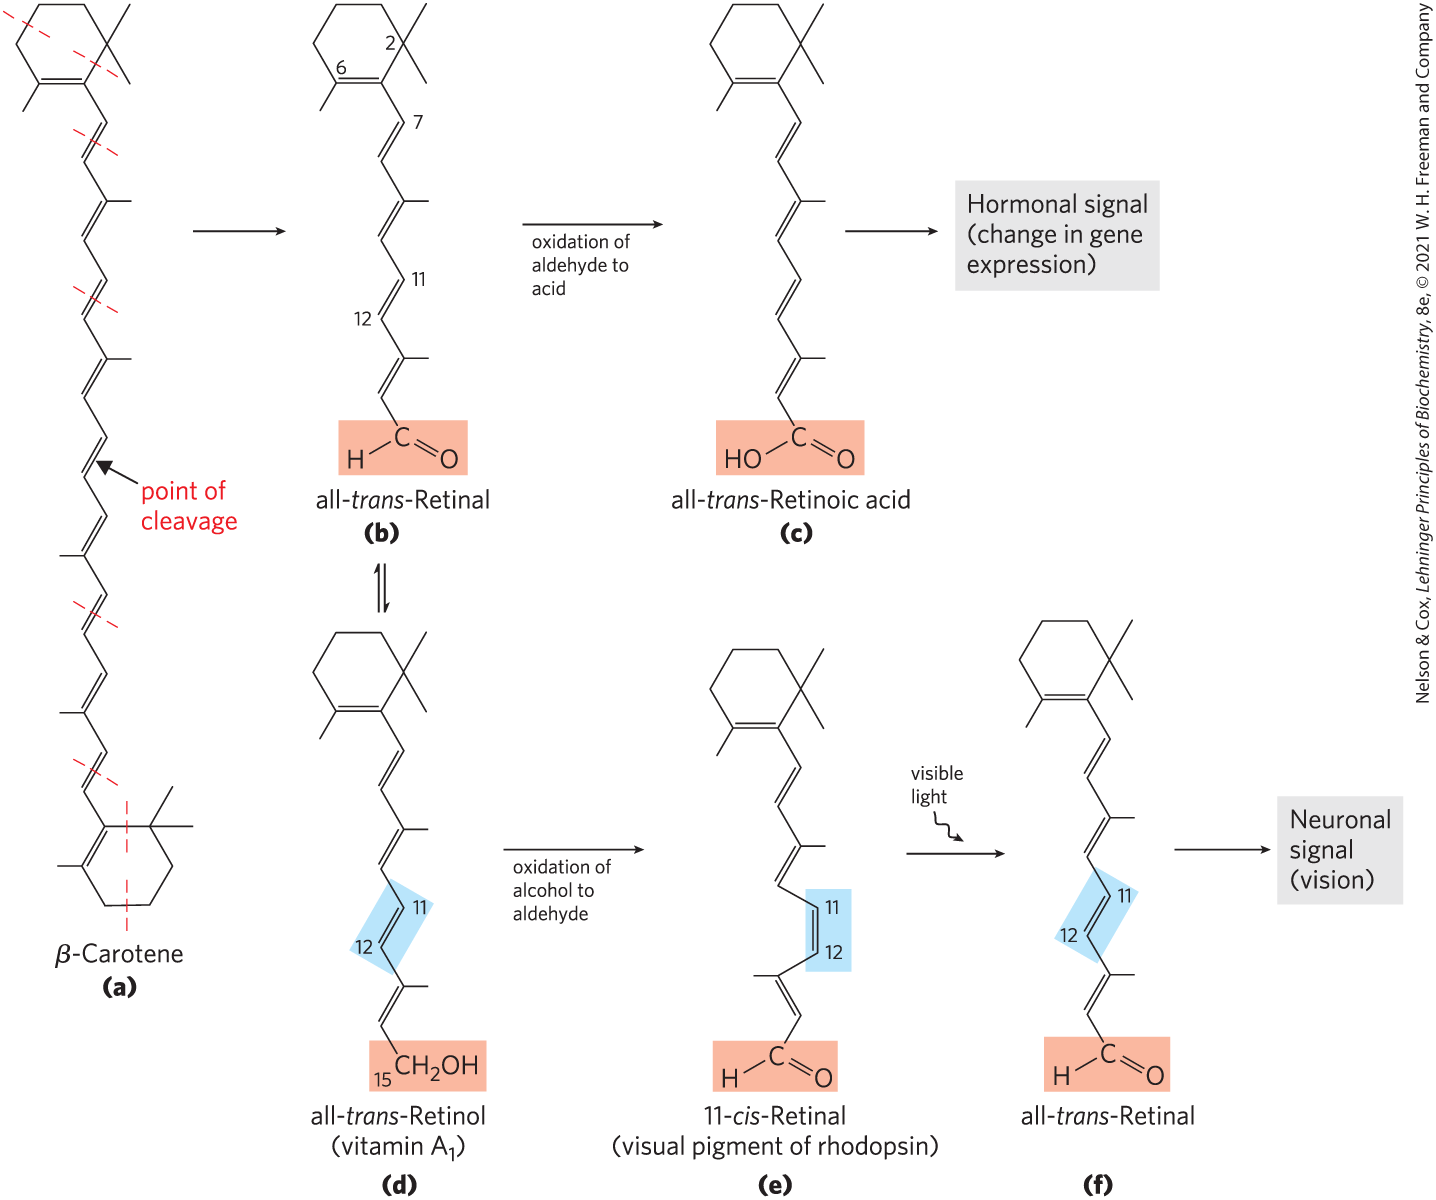 2
6
7
11
12
point of
cleavage
β-Carotene
(a)
H C O
all-trans-Retinal
(b)
oxidation of
aldehyde to
acid
HO C O
all-trans-Retinoic acid
(c)
Hormonal signal
(change in gene
expression)
11
12
15 CH₂OH
all-trans-Retinol
(vitamin A₁)
(d)
oxidation of
alcohol to
aldehyde
11
12
H C O
11-cis-Retinal
(visual pigment of rhodopsin)
(e)
visible
light
11
12
H C O
all-trans-Retinal
(f)
Neuronal
signal
(vision)
Nelson & Cox, Lehninger Principles of Biochemistry, 8e, © 2021 W. H. Freeman and Company